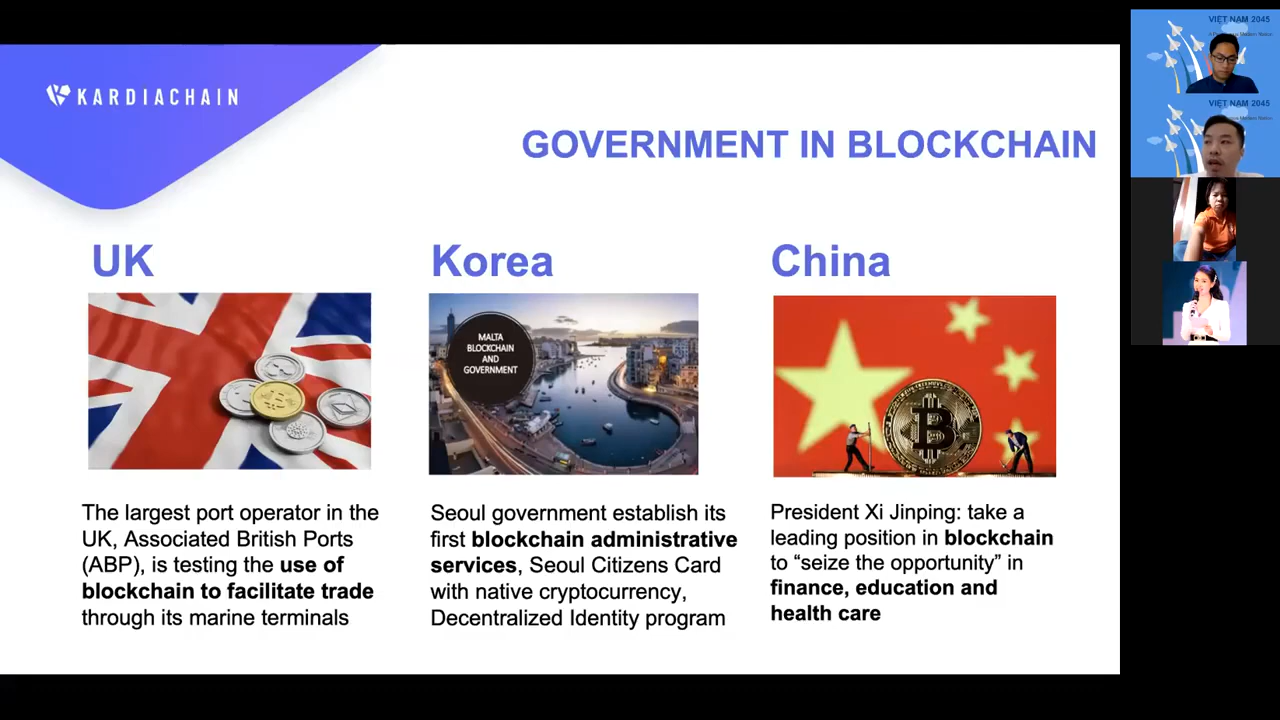 KARDIACHAIN
GOVERNMENT IN BLOCKCHAIN
UK
The largest port operator in the
UK, Associated British Ports
(ABP), is testing the use of
blockchain to facilitate trade
through its marine terminals
Korea
MALTA
BLOCKCHAIN
AND
GOVERNMENT
Seoul government establish its
first blockchain administrative
services, Seoul Citizens Card
with native cryptocurrency,
Decentralized Identity program
China
President Xi Jinping: take a
leading position in blockchain
to “seize the opportunity” in
finance, education and
health care
VIỆT NAM 2045
VIỆT NAM 2045